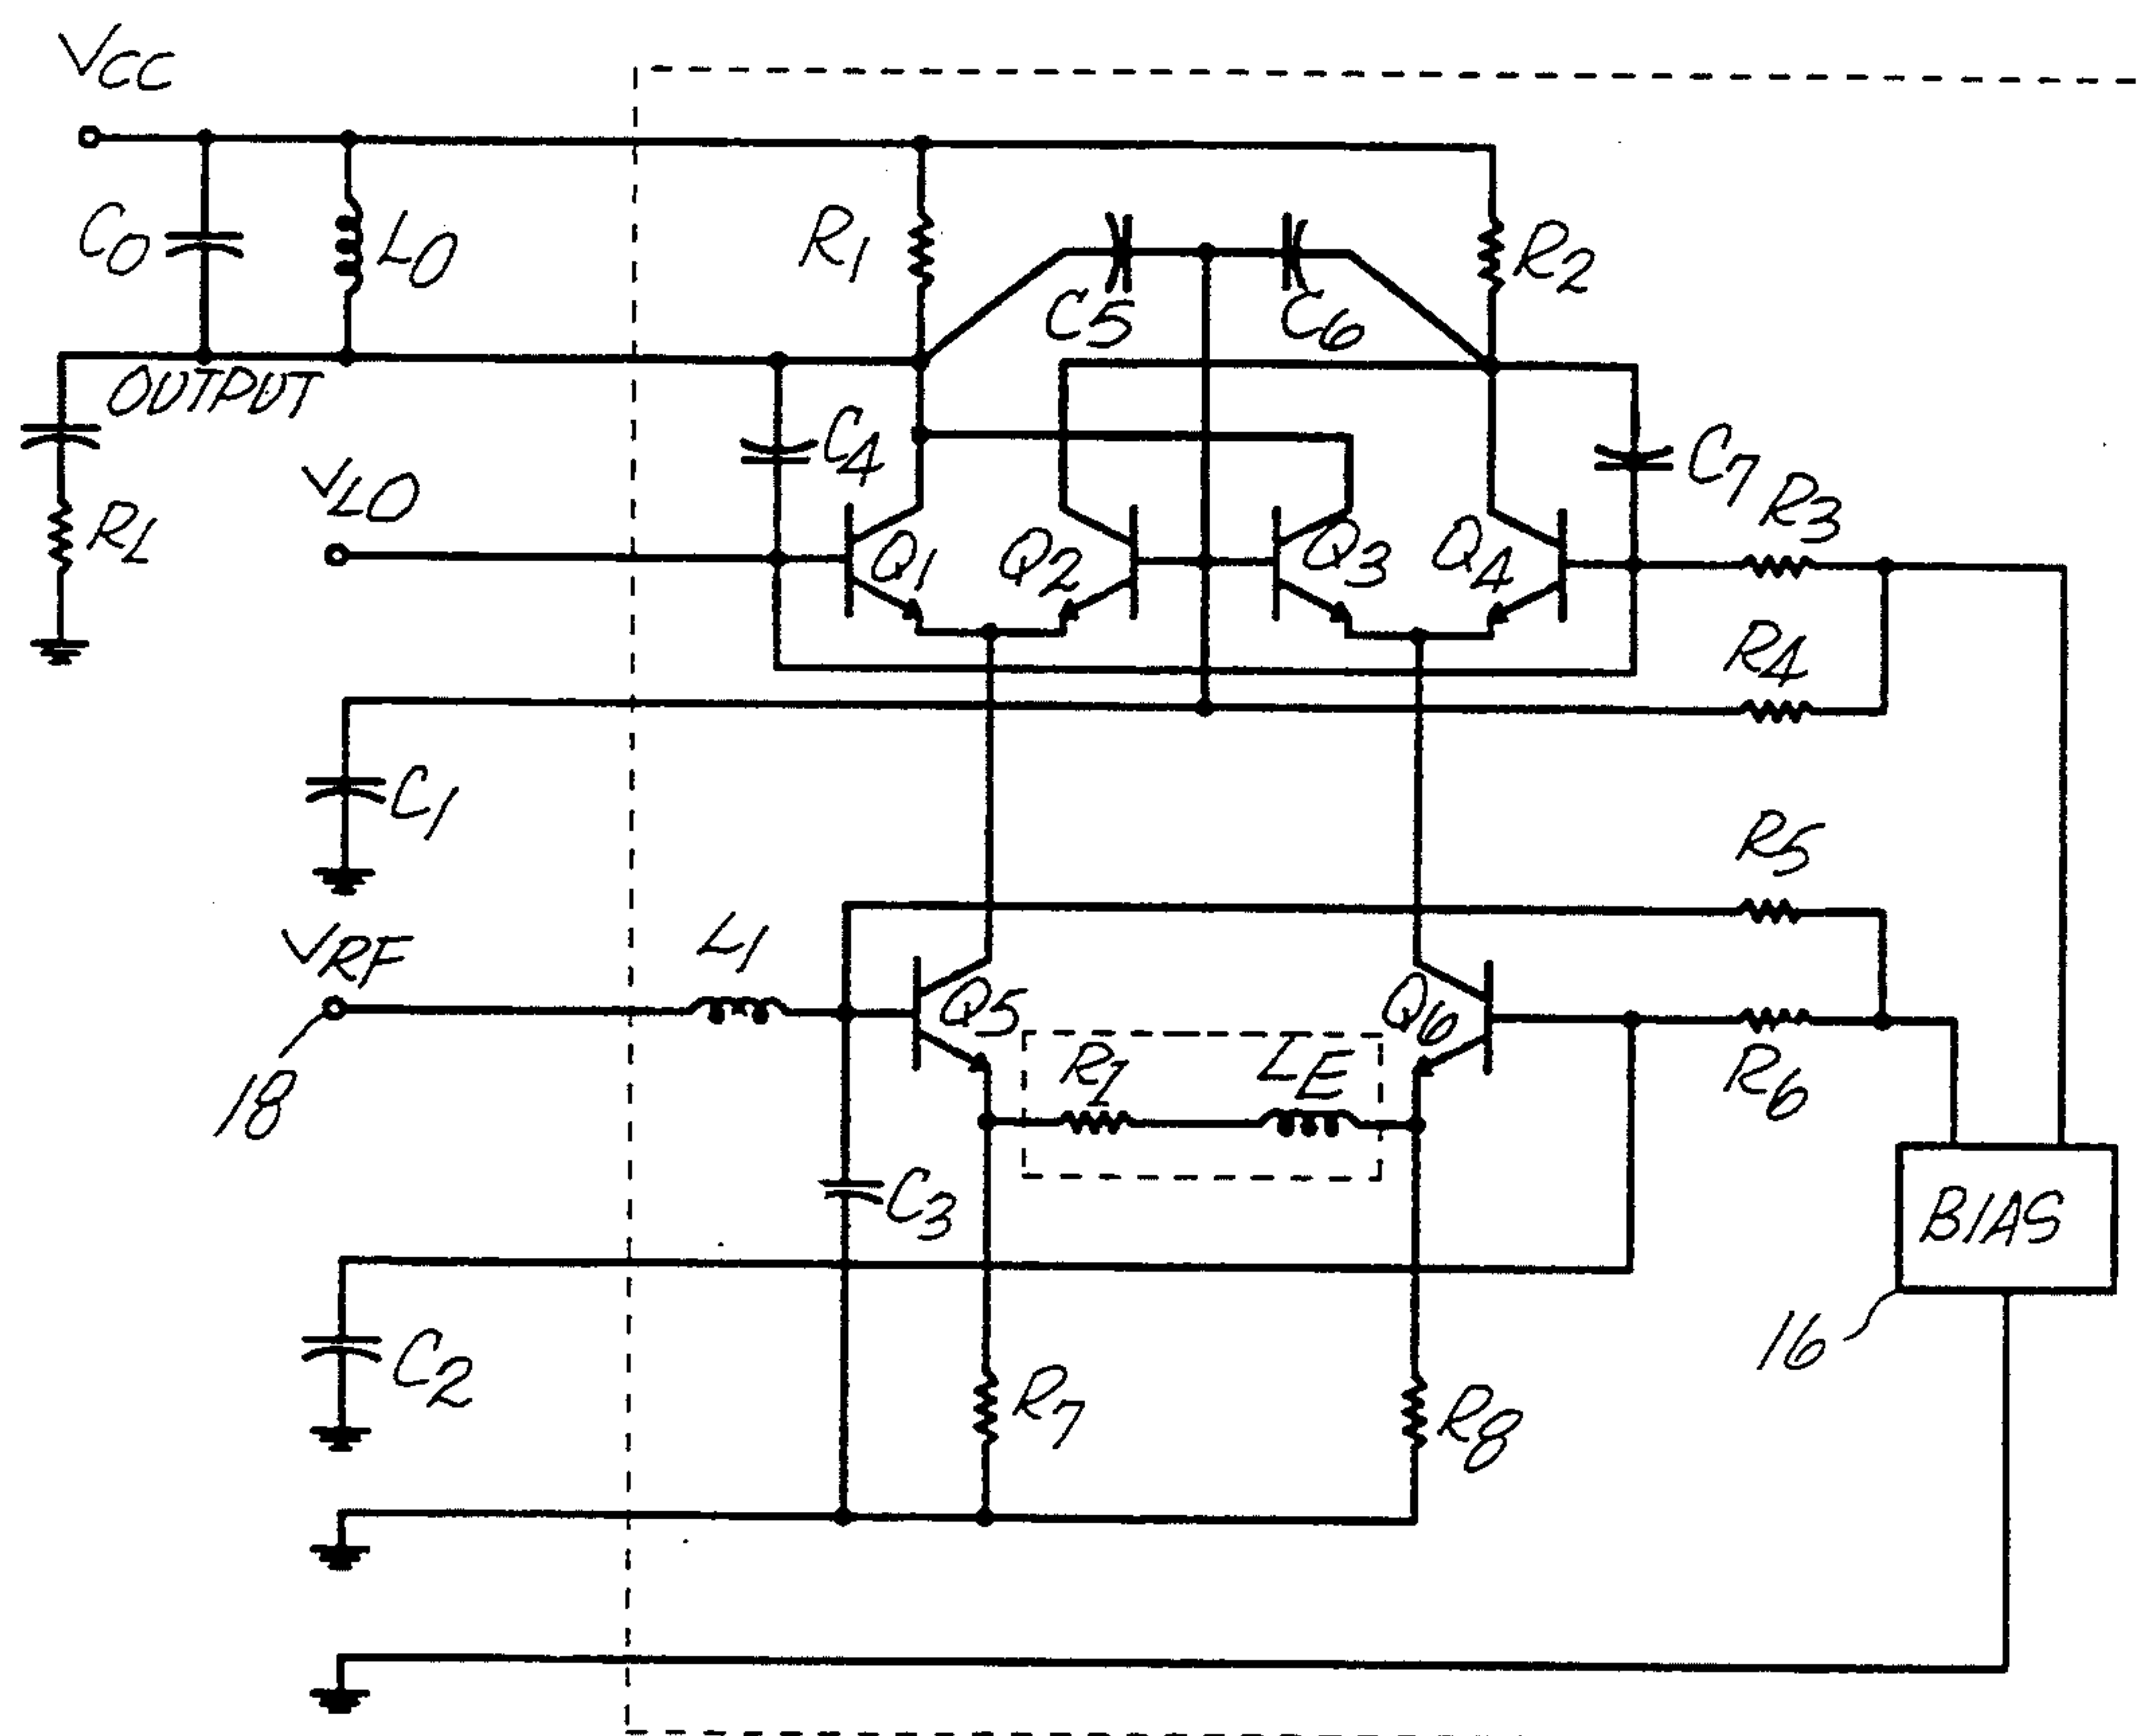 VCC
C0
L0
R1
R2
C5
C6
OUTPUT
C4
C7
R3
VLO
RL
Q1
Q2
Q3
Q4
R4
C1
R5
VRF
L1
Q5
Q6
18
RI
LE
R6
C3
BIAS
C2
16
R7
R8